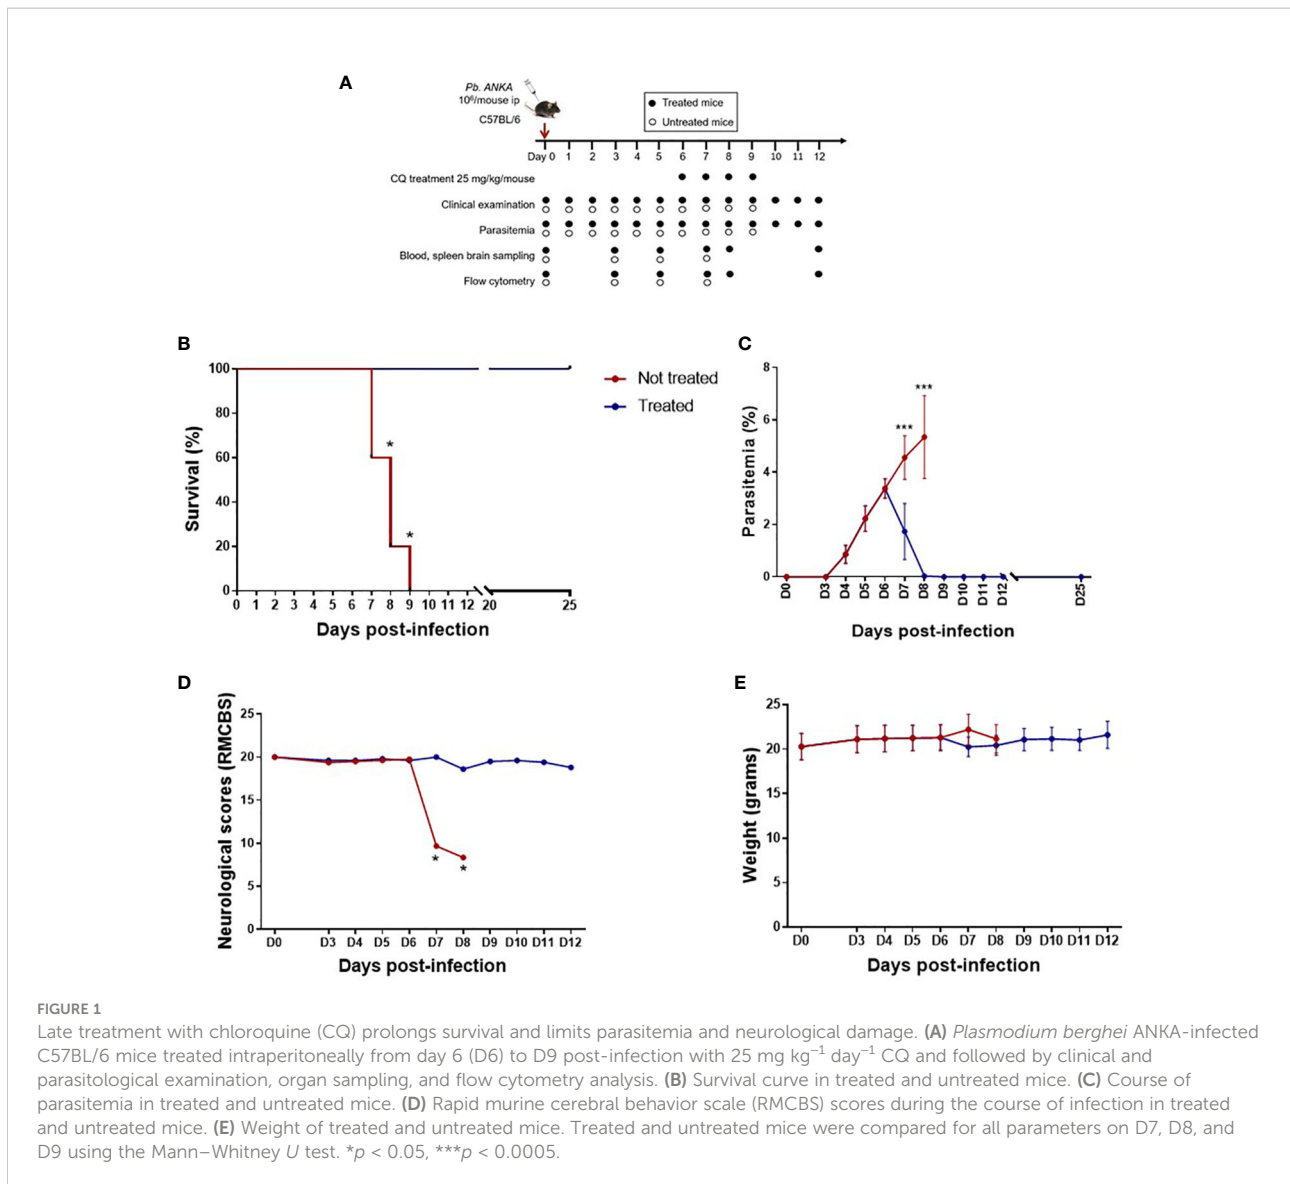 A
Pb. ANKA
10⁶/mouse ip
C57BL/6
Treated mice
Untreated mice
Day 0 1 2 3 4 5 6 7 8 9 10 11 12
CQ treatment 25 mg/kg/mouse
Clinical examination
Parasitemia
Blood, spleen brain sampling
Flow cytometry
B
100
80
60
40
20
0
Survival (%)
*
*
0 1 2 3 4 5 6 7 8 9 10 11 12 20 25
Days post-infection
Not treated
Treated
C
8
6
4
2
0
Parasitemia (%)
***
***
D0 D3 D4 D5 D6 D7 D8 D9 D10 D11 D12 D25
Days post-infection
D
25
20
15
10
5
0
Neurological scores (RMCBS)
*
*
D0 D3 D4 D5 D6 D7 D8 D9 D10 D11 D12
Days post-infection
E
25
20
15
10
5
0
Weight (grams)
D0 D3 D4 D5 D6 D7 D8 D9 D10 D11 D12
Days post-infection
FIGURE 1
Late treatment with chloroquine (CQ) prolongs survival and limits parasitemia and neurological damage. (A) Plasmodium berghei ANKA-infected
C57BL/6 mice treated intraperitoneally from day 6 (D6) to D9 post-infection with 25 mg kg⁻¹ day⁻¹ CQ and followed by clinical and
parasitological examination, organ sampling, and flow cytometry analysis. (B) Survival curve in treated and untreated mice. (C) Course of
parasitemia in treated and untreated mice. (D) Rapid murine cerebral behavior scale (RMCBS) scores during the course of infection in treated
and untreated mice. (E) Weight of treated and untreated mice. Treated and untreated mice were compared for all parameters on D7, D8, and
D9 using the Mann–Whitney U test. *p < 0.05, ***p < 0.0005.